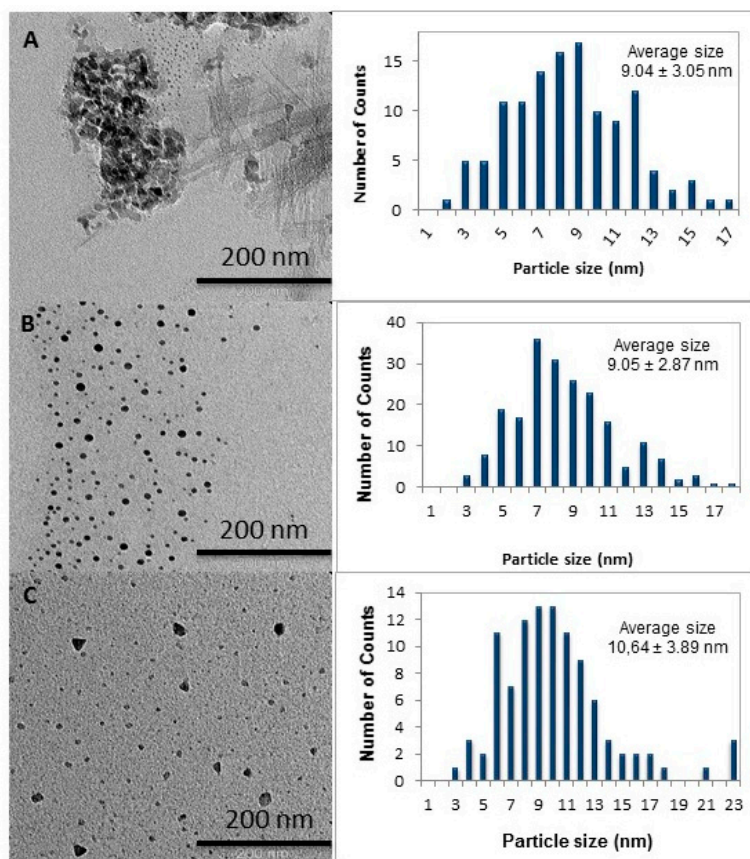 A
200 nm
Number of Counts
15
10
5
0
Average size
9.04 ± 3.05 nm
1 3 5 7 9 11 13 15 17
Particle size (nm)
B
200 nm
Number of Counts
40
30
20
10
0
Average size
9.05 ± 2.87 nm
1 3 5 7 9 11 13 15 17
Particle size (nm)
C
200 nm
Number of Counts
14
12
10
8
6
4
2
0
Average size
10,64 ± 3.89 nm
1 3 5 7 9 11 13 15 17 19 21 23
Particle size (nm)